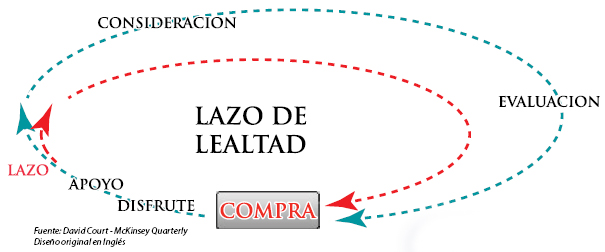 CONSIDERACION
EVALUACION
LAZO DE
LEALTAD
LAZO
APOYO
DISFRUTE
COMPRA
Fuente: David Court - McKinsey Quarterly
Diseño original en Inglés